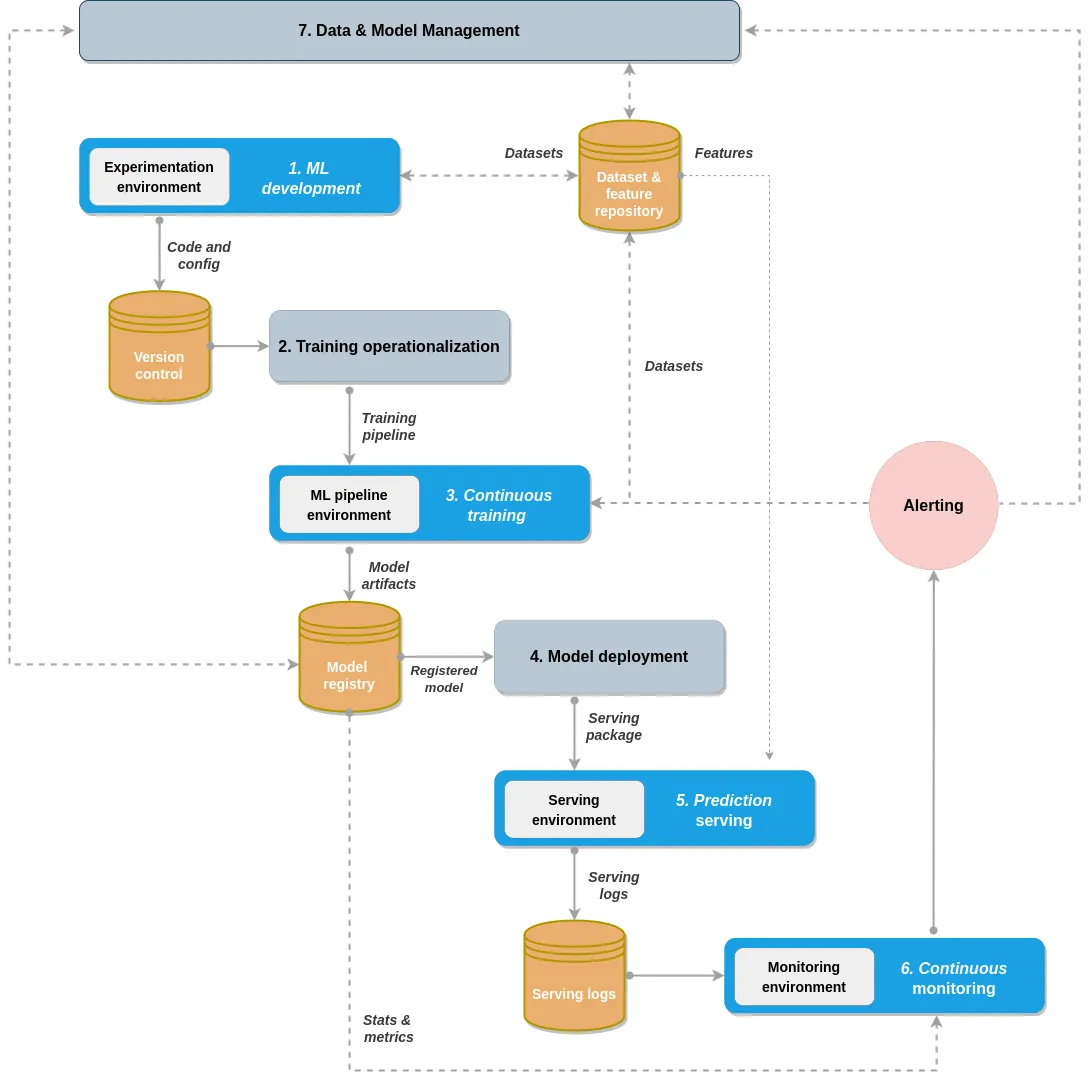 7. Data & Model Management
Datasets
Features
Experimentation
environment
1. ML
development
Dataset &
feature
repository
Code and
config
Version
control
2. Training operationalization
Datasets
Training
pipeline
ML pipeline
environment
3. Continuous
training
Alerting
Model
artifacts
Model
registry
Registered
model
4. Model deployment
Serving
package
Serving
environment
5. Prediction
serving
Serving
logs
Serving logs
Monitoring
environment
6. Continuous
monitoring
Stats &
metrics